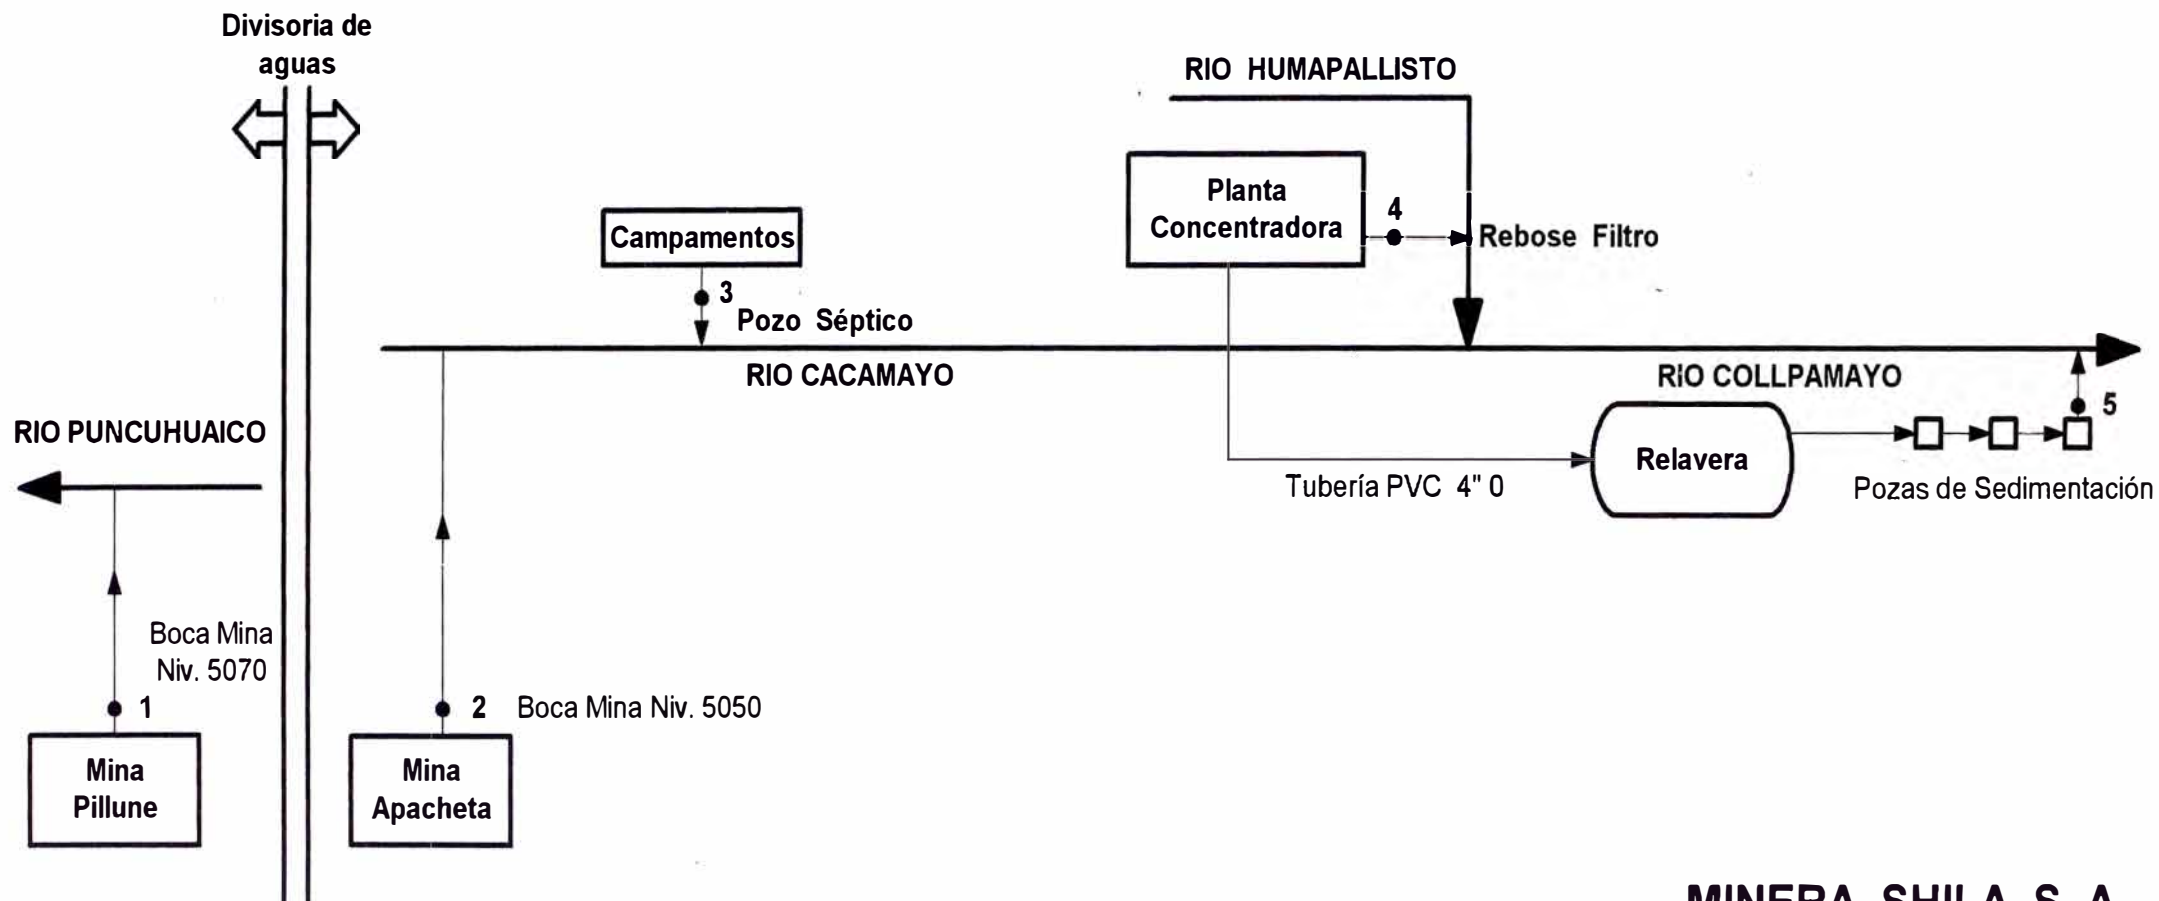 Divisoria de
aguas
RIO HUMAPALLISTO
Planta
Concentradora
4
Rebose Filtro
Campamentos
3
Pozo Séptico
RIO CACAMAYO
RIO COLLPAMAYO
5
RIO PUNCUHUAICO
Relavera
Tubería PVC 4" 0
Pozas de Sedimentación
Boca Mina
Niv. 5070
1
2 Boca Mina Niv. 5050
Mina
Pillune
Mina
Apacheta
MINERA SHILA S. A.